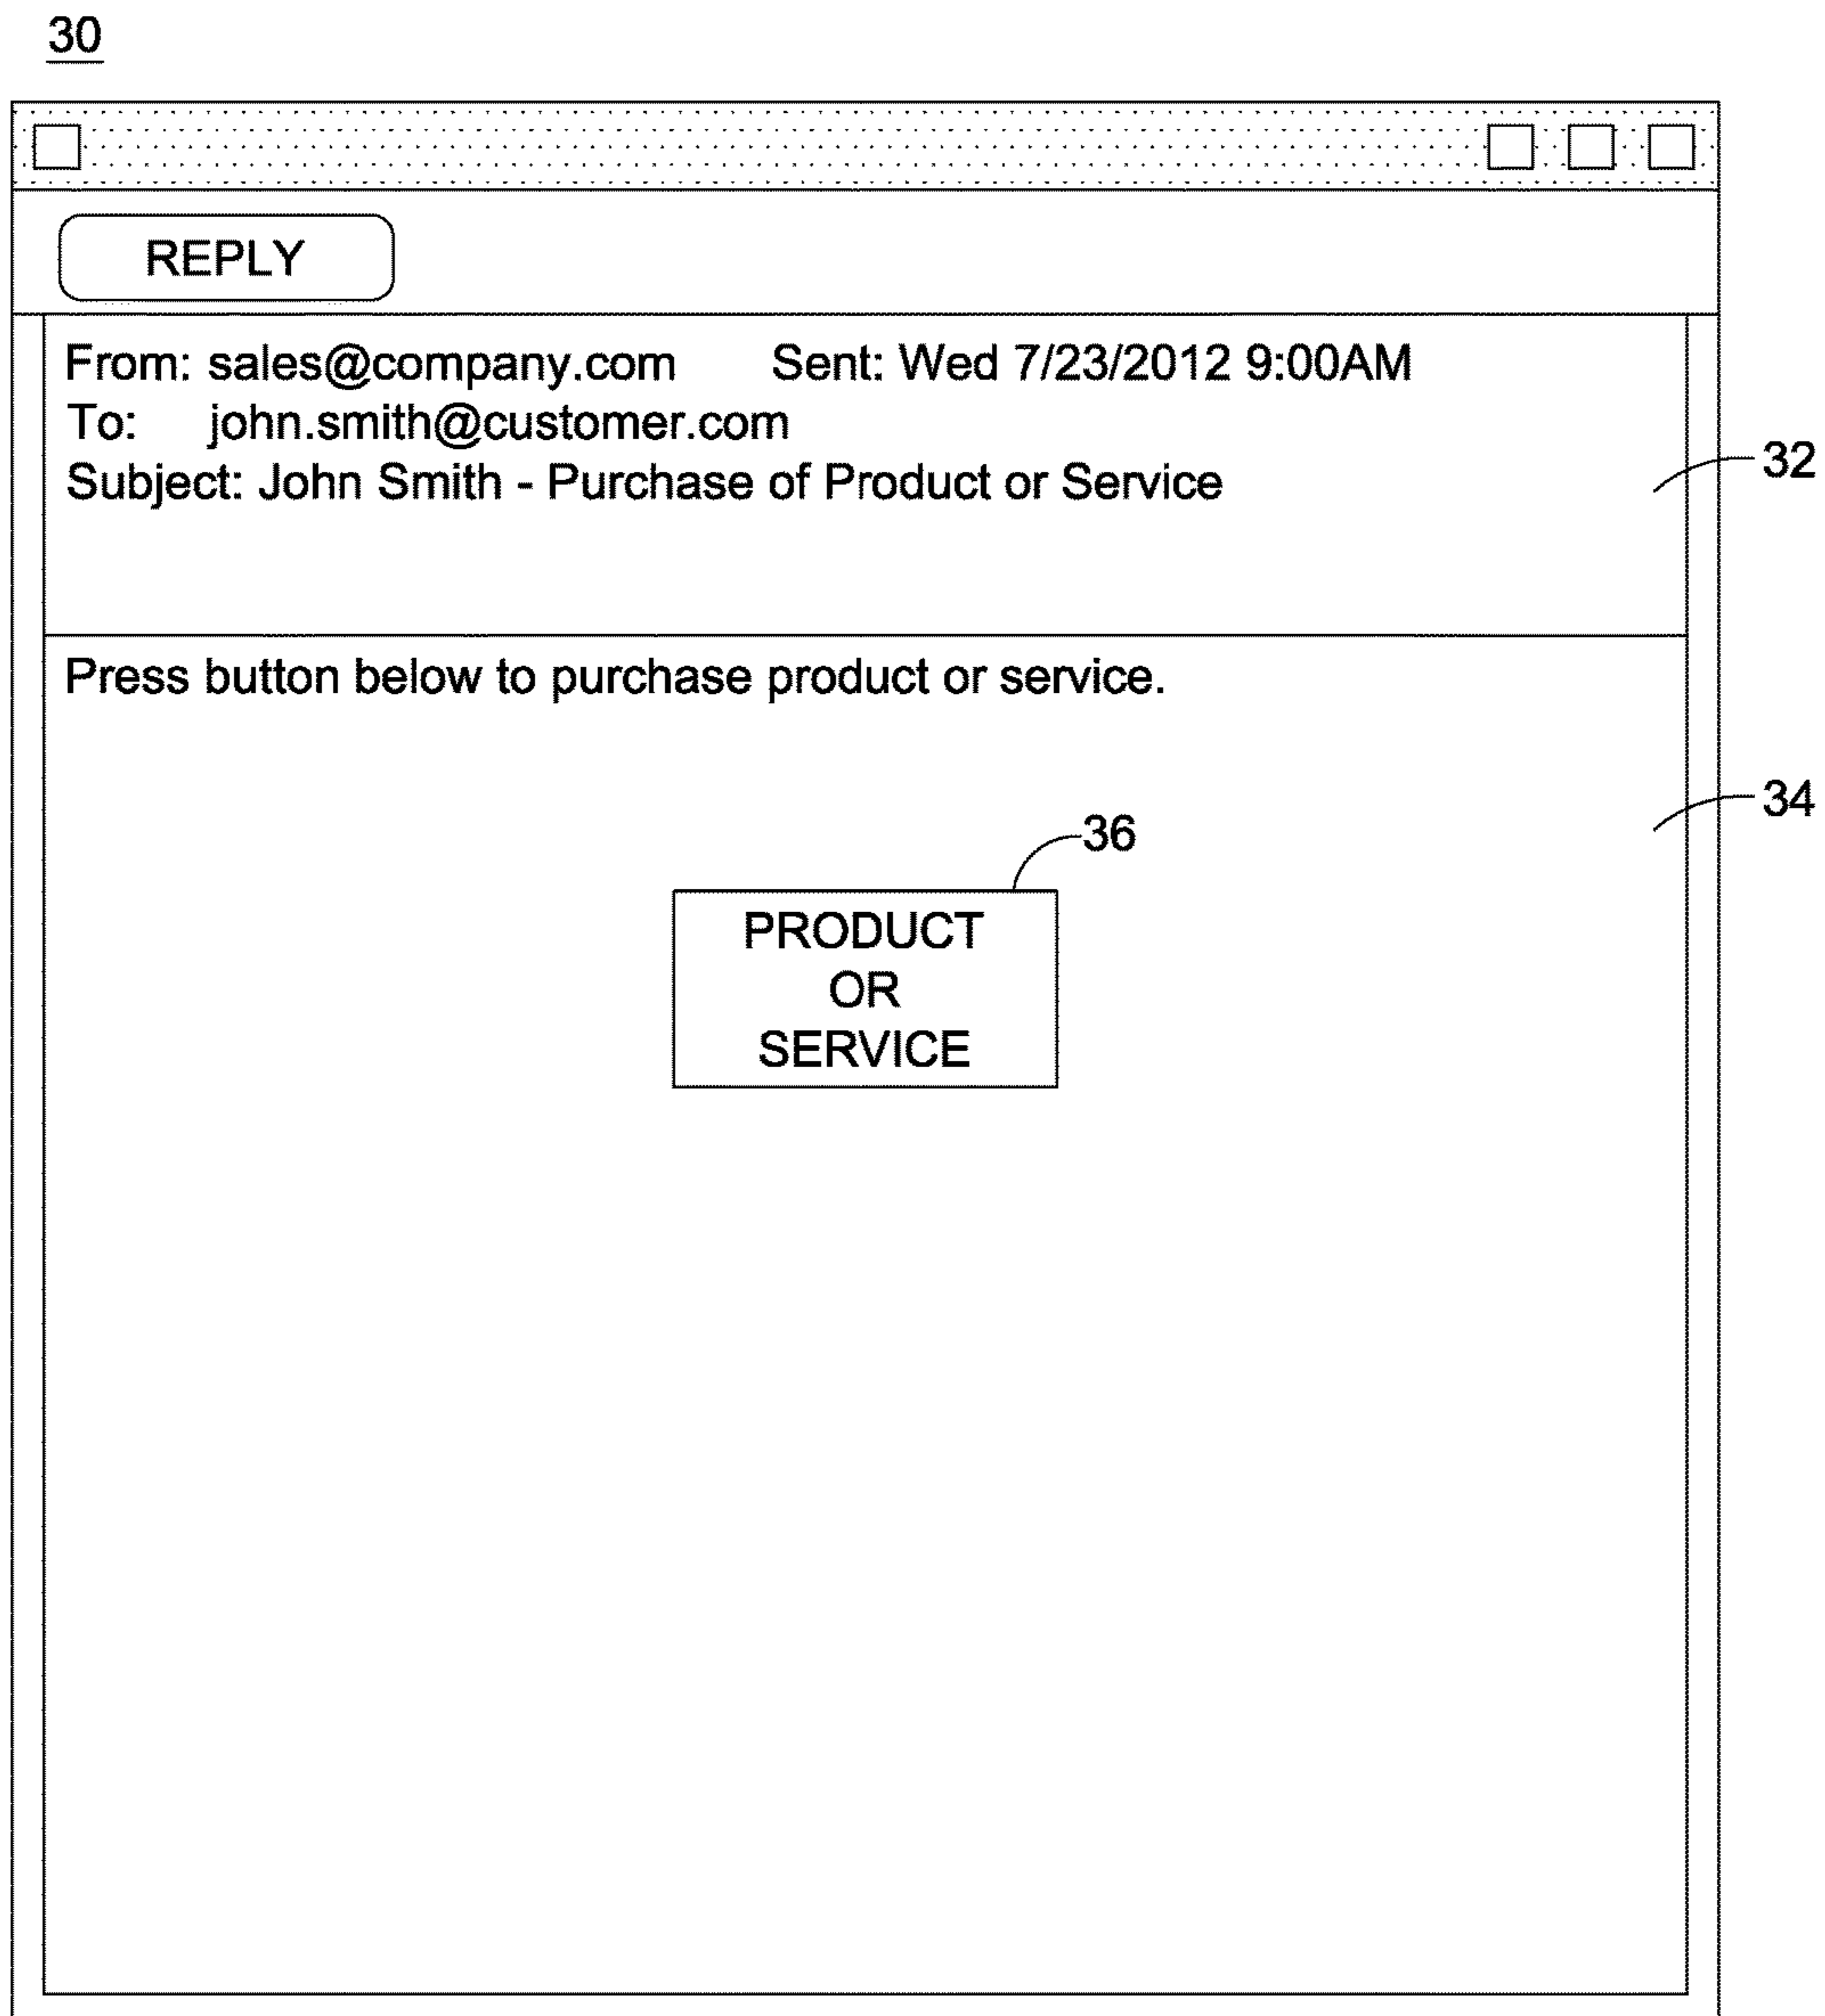 30
REPLY
From: sales@company.com Sent: Wed 7/23/2012 9:00AM
To: john.smith@customer.com
Subject: John Smith - Purchase of Product or Service
32
Press button below to purchase product or service.
34
36
PRODUCT
OR
SERVICE